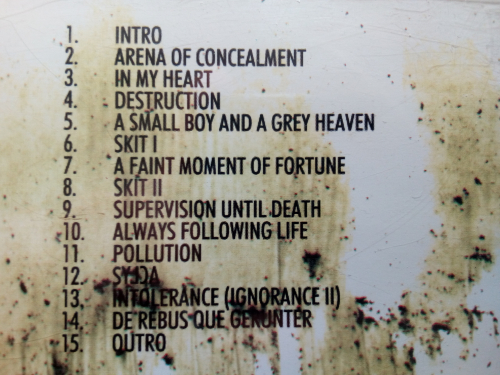 1. INTRO
2. ARENA OF CONCEALMENT
3. IN MY HEART
4. DESTRUCTION
5. A SMALL BOY AND A GREY HEAVEN
6. SKIT I
7. A FAINT MOMENT OF FORTUNE
8. SKIT II
9. SUPERVISION UNTIL DEATH
10. ALWAYS FOLLOWING LIFE
11. POLLUTION
12.
13. INTOLERANCE (IGNORANCE II)
14. DE REBUS QUE GERUNTER
15. OUTRO